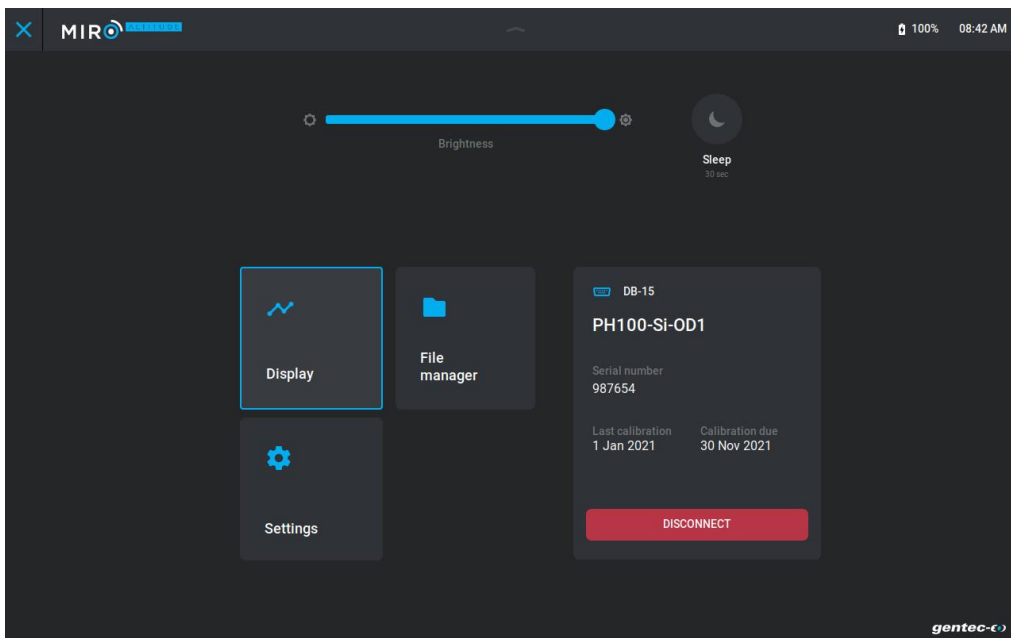 MIRO ALTITUDE
100% 08:42 AM
Brightness
Sleep
30 sec
Display
File
manager
Settings
DB-15
PH100-Si-OD1
Serial number
987654
Last calibration Calibration due
1 Jan 2021 30 Nov 2021
DISCONNECT
gentec-eo